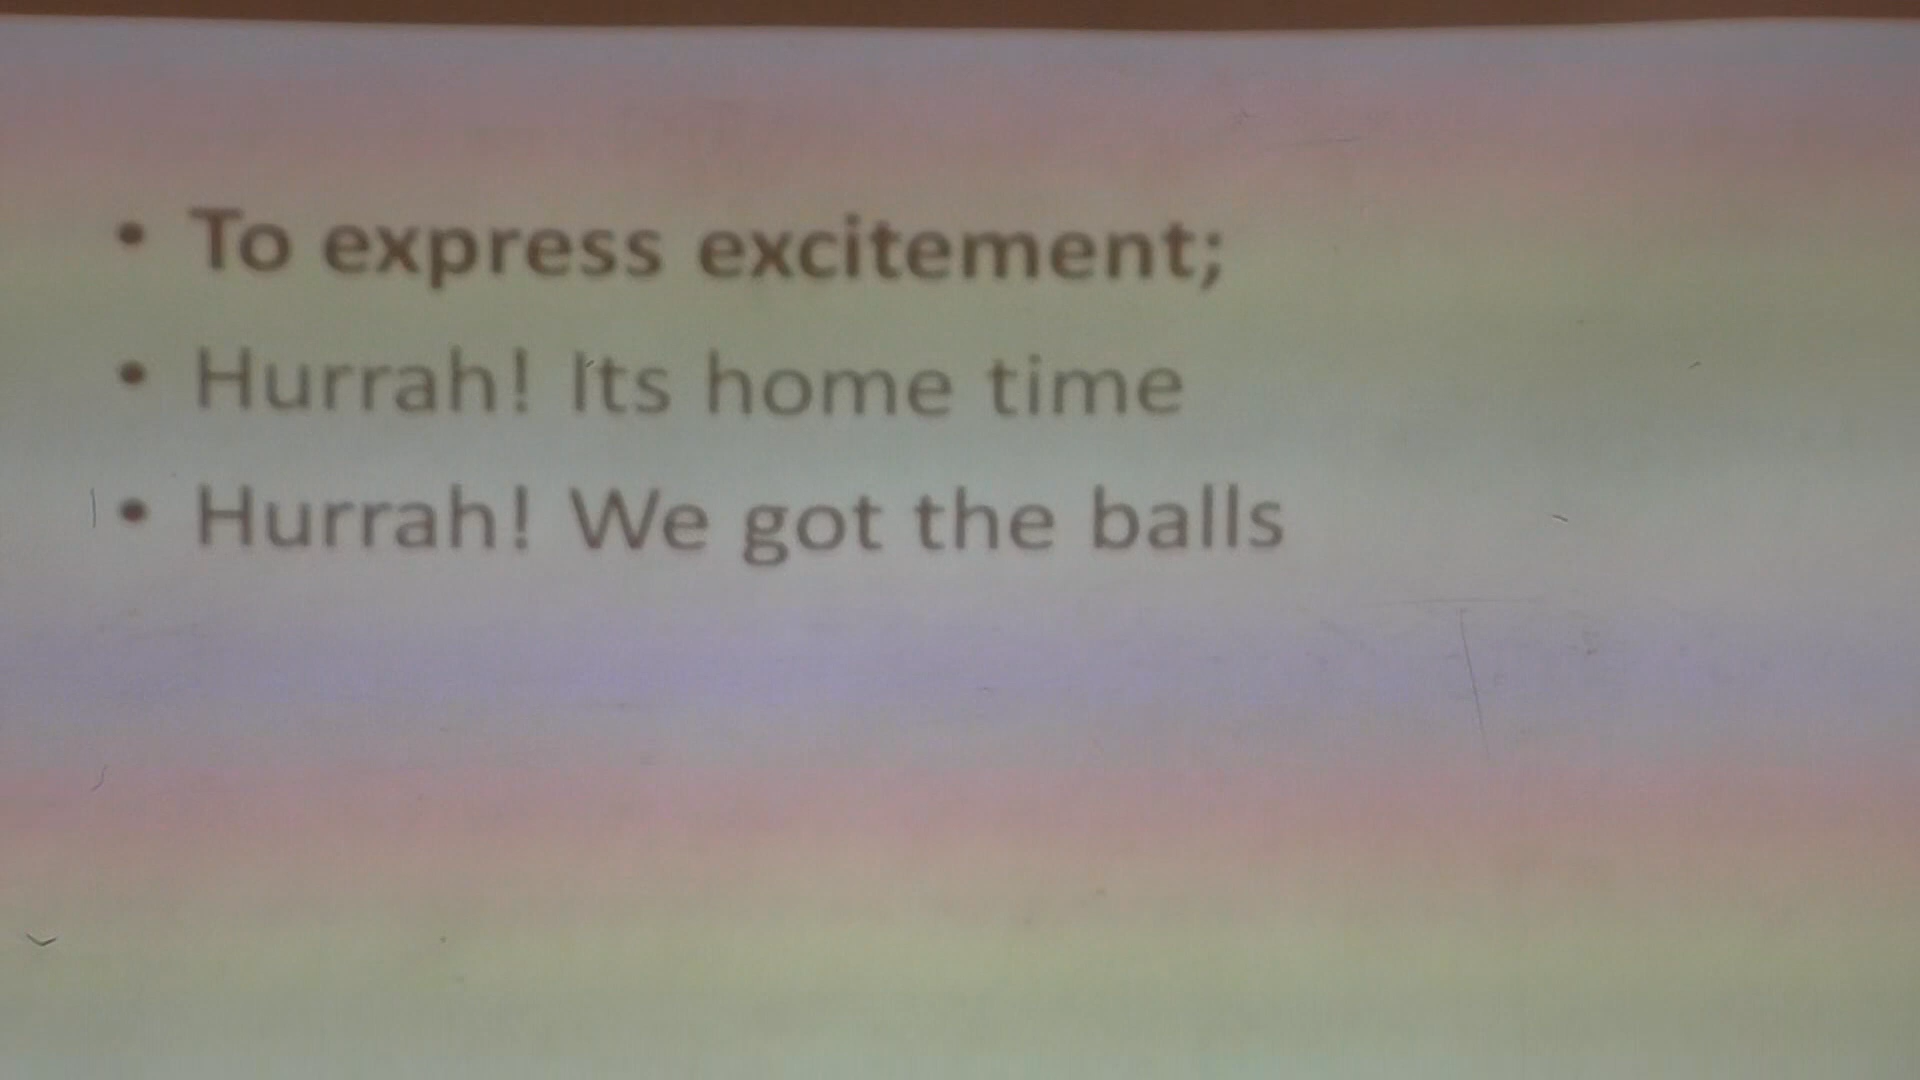 • To express excitement;
• Hurrah! Its home time
• Hurrah! We got the balls